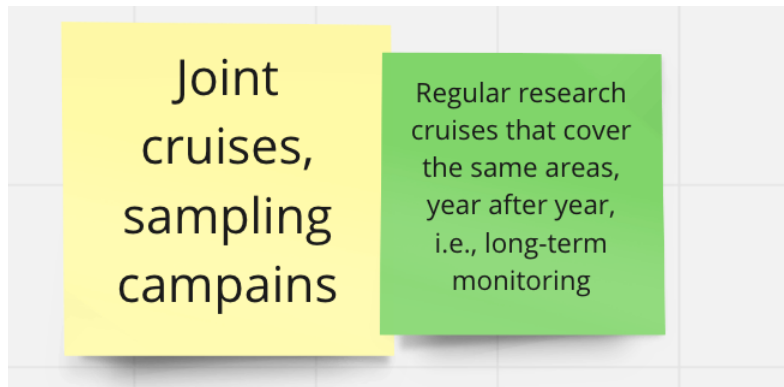 Joint
cruises,
sampling
campains
Regular research
cruises that cover
the same areas,
year after year,
i.e., long-term
monitoring